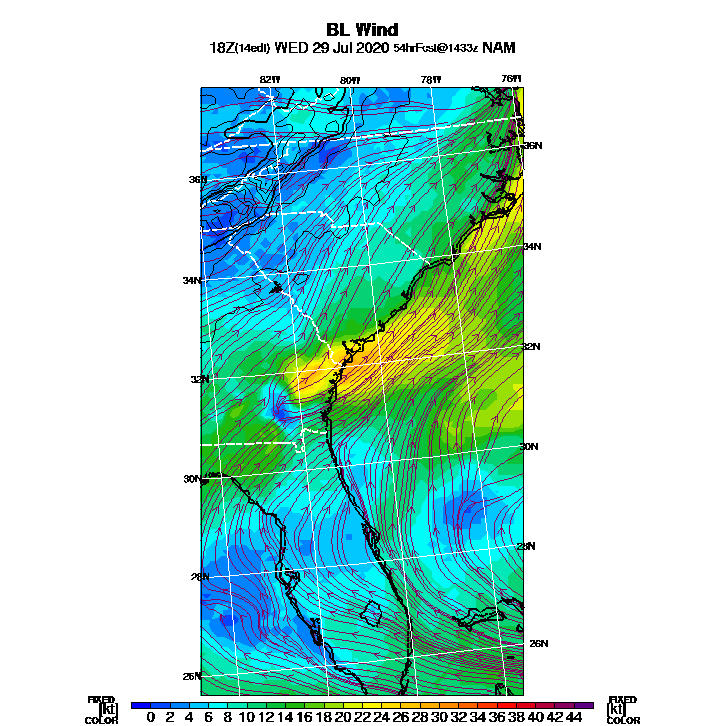 BL Wind
18Z(14edt) WED 29 Jul 2020 54hrFcst@1433z NAM
82W 80W 78W 76W
36N
36N
34N
34N
32N
32N
30N
30N
28N
28N
26N
26N
FIXED FIXED
[kt] 0 2 4 6 8 10 12 14 16 18 20 22 24 26 28 30 32 34 36 38 40 42 44 [kt]
COLOR COLOR